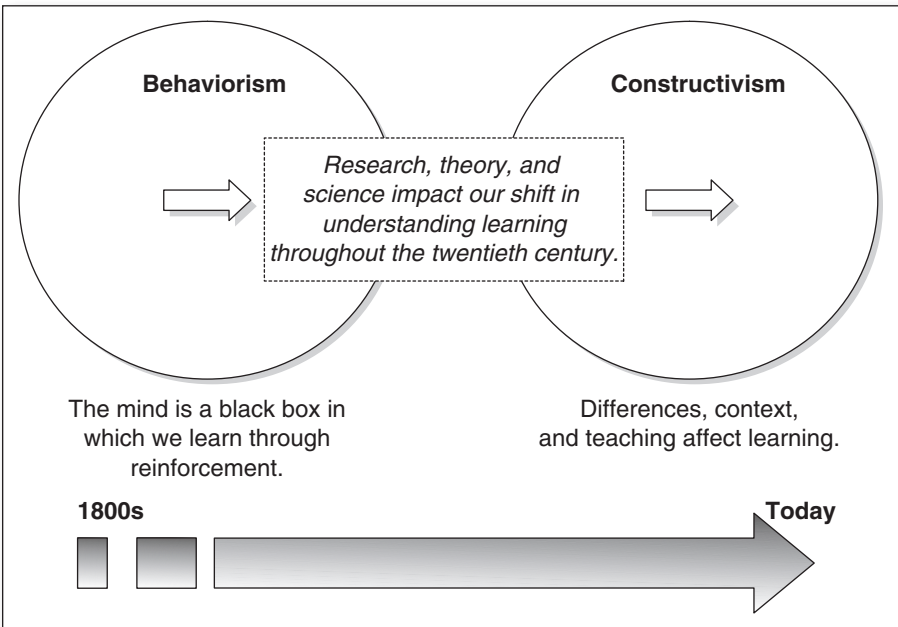 Behaviorism
Constructivism
Research, theory, and
science impact our shift in
understanding learning
throughout the twentieth century.
The mind is a black box in
which we learn through
reinforcement.
Differences, context,
and teaching affect learning.
1800s
Today